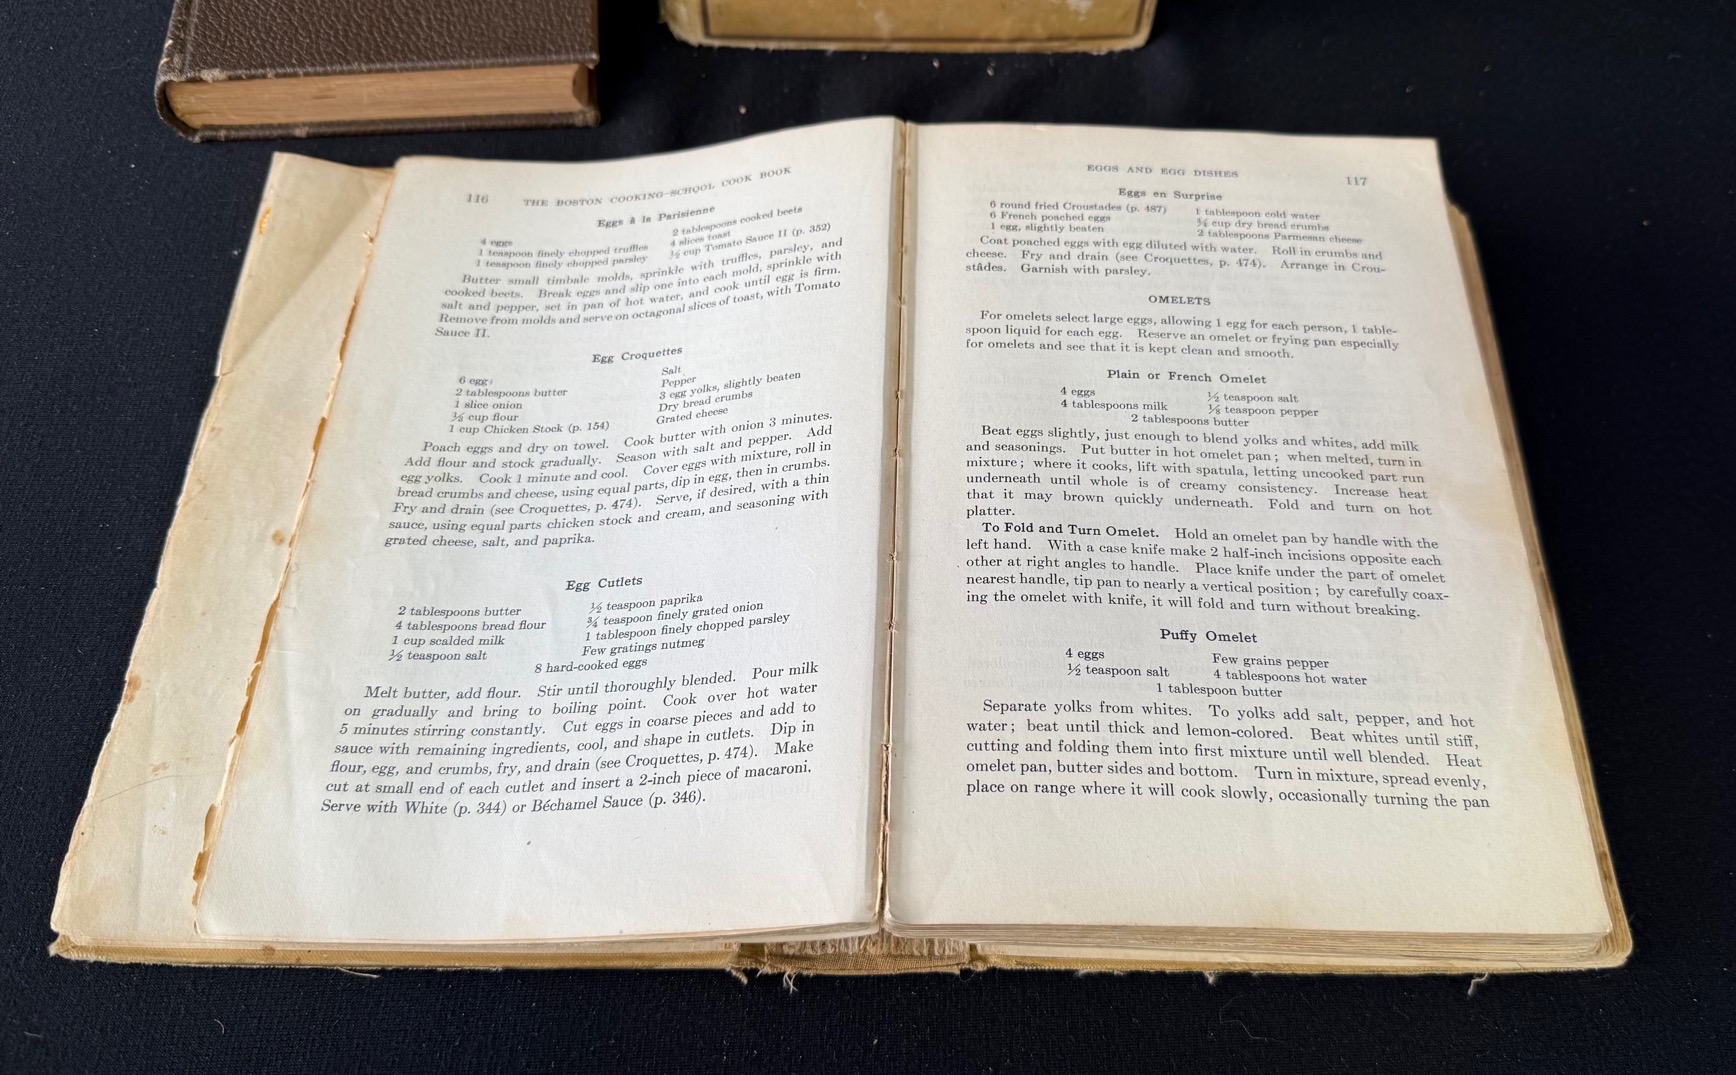 116 THE BOSTON COOKING-SCHOOL COOK BOOK
Eggs à la Parisienne
4 eggs
1 teaspoon finely chopped truffles
1 teaspoon finely chopped parsley
2 tablespoons cooked beets
4 slices toast
½ cup Tomato Sauce II (p. 352)
Butter small timbale molds, sprinkle with truffles, parsley, and
cooked beets. Break eggs and slip one into each mold, sprinkle with
salt and pepper, set in pan of hot water, and cook until egg is firm.
Remove from molds and serve on octagonal slices of toast, with Tomato
Sauce II.
Egg Croquettes
6 eggs
2 tablespoons butter
1 slice onion
⅓ cup flour
1 cup Chicken Stock (p. 154)
Salt
Pepper
3 egg yolks, slightly beaten
Dry bread crumbs
Grated cheese
Poach eggs and dry on towel. Cook butter with onion 3 minutes.
Add flour and stock gradually. Season with salt and pepper. Add
egg yolks. Cook 1 minute and cool. Cover eggs with mixture, roll in
bread crumbs and cheese, using equal parts, dip in egg, then in crumbs.
Fry and drain (see Croquettes, p. 474). Serve, if desired, with a thin
sauce, using equal parts chicken stock and cream, and seasoning with
grated cheese, salt, and paprika.
Egg Cutlets
2 tablespoons butter
4 tablespoons bread flour
1 cup scalded milk
½ teaspoon salt
½ teaspoon paprika
¾ teaspoon finely grated onion
1 tablespoon finely chopped parsley
Few gratings nutmeg
8 hard-cooked eggs
Melt butter, add flour. Stir until thoroughly blended. Pour milk
on gradually and bring to boiling point. Cook over hot water
5 minutes stirring constantly. Cut eggs in coarse pieces and add to
sauce with remaining ingredients, cool, and shape in cutlets. Dip in
flour, egg, and crumbs, fry, and drain (see Croquettes, p. 474). Make
cut at small end of each cutlet and insert a 2-inch piece of macaroni.
Serve with White (p. 344) or Béchamel Sauce (p. 346).
EGGS AND EGG DISHES 117
Eggs en Surprise
6 round fried Croustades (p. 487)
6 French poached eggs
1 egg, slightly beaten
1 tablespoon cold water
¾ cup dry bread crumbs
2 tablespoons Parmesan cheese
Coat poached eggs with egg diluted with water. Roll in crumbs and
cheese. Fry and drain (see Croquettes, p. 474). Arrange in Crou-
stâdes. Garnish with parsley.
OMELETS
For omelets select large eggs, allowing 1 egg for each person, 1 table-
spoon liquid for each egg. Reserve an omelet or frying pan especially
for omelets and see that it is kept clean and smooth.
Plain or French Omelet
4 eggs
4 tablespoons milk
½ teaspoon salt
⅛ teaspoon pepper
2 tablespoons butter
Beat eggs slightly, just enough to blend yolks and whites, add milk
and seasonings. Put butter in hot omelet pan; when melted, turn in
mixture; where it cooks, lift with spatula, letting uncooked part run
underneath until whole is of creamy consistency. Increase heat
that it may brown quickly underneath. Fold and turn on hot
platter.
To Fold and Turn Omelet. Hold an omelet pan by handle with the
left hand. With a case knife make 2 half-inch incisions opposite each
other at right angles to handle. Place knife under the part of omelet
nearest handle, tip pan to nearly a vertical position; by carefully coax-
ing the omelet with knife, it will fold and turn without breaking.
Puffy Omelet
4 eggs
½ teaspoon salt
Few grains pepper
4 tablespoons hot water
1 tablespoon butter
Separate yolks from whites. To yolks add salt, pepper, and hot
water; beat until thick and lemon-colored. Beat whites until stiff,
cutting and folding them into first mixture until well blended. Heat
omelet pan, butter sides and bottom. Turn in mixture, spread evenly,
place on range where it will cook slowly, occasionally turning the pan